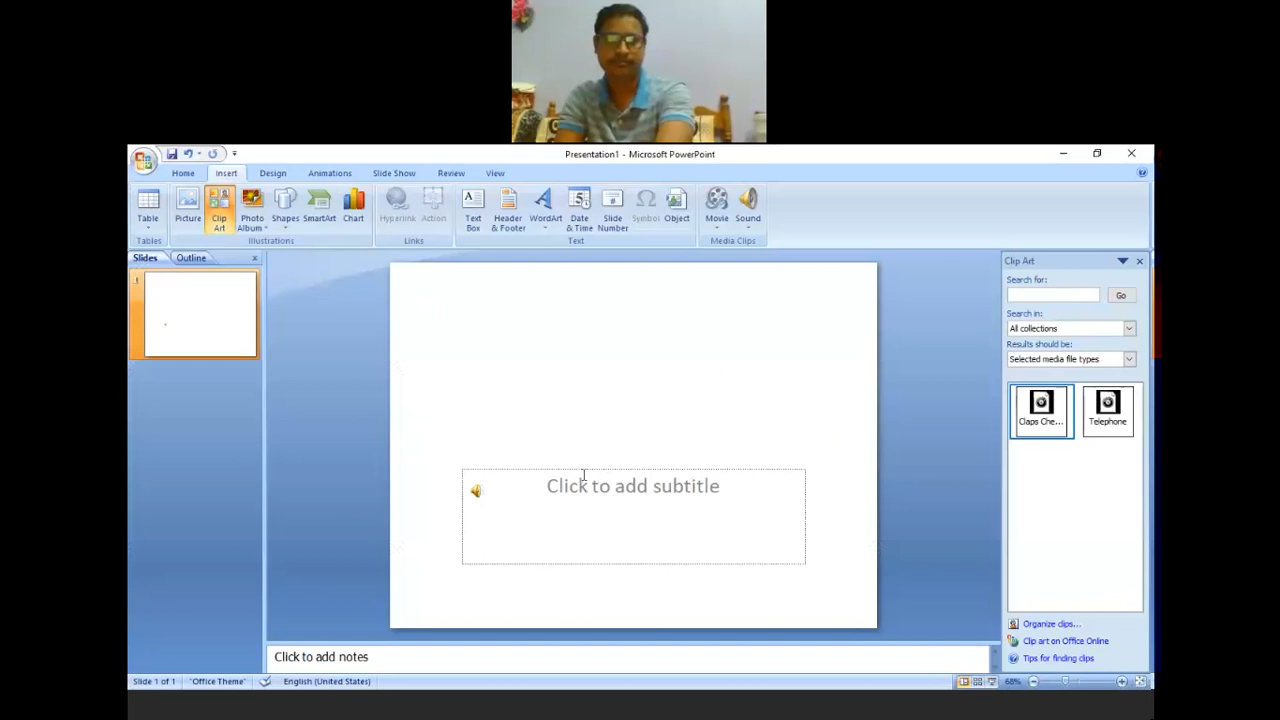 Presentation1 - Microsoft PowerPoint
Home Insert Design Animations Slide Show Review View
Table
Picture
Clip Art
Photo Album
Shapes
SmartArt
Chart
Hyperlink
Action
Text Box
Header & Footer
WordArt
Date & Time
Slide Number
Symbol
Object
Movie
Sound
Tables
Illustrations
Links
Text
Media Clips
Slides Outline
Clip Art
Search for:
Go
Search in:
All collections
Results should be:
Selected media file types
Claps Che...
Telephone
Click to add subtitle
Organize clips...
Clip art on Office Online
Tips for finding clips
Click to add notes
Slide 1 of 1 "Office Theme" English (United States) 68%